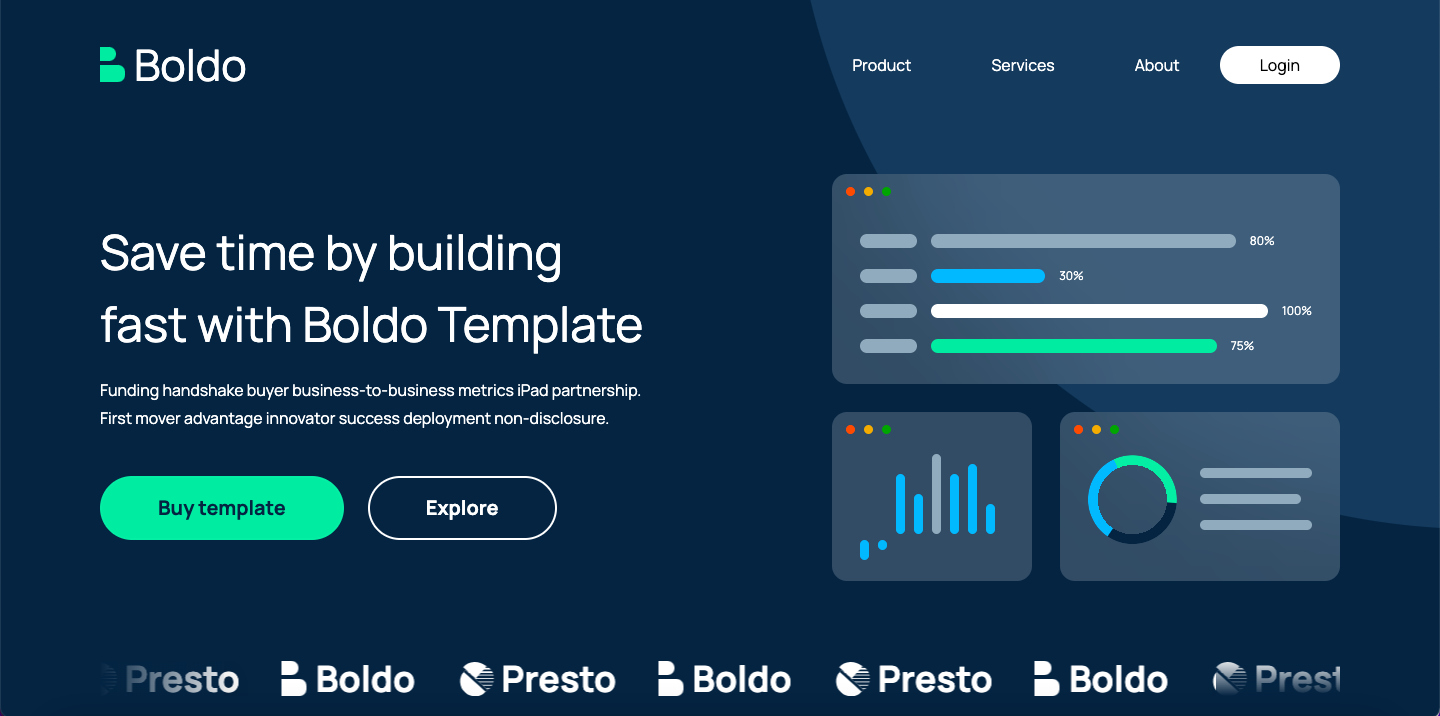 Boldo
Product Services About Login
Save time by building
fast with Boldo Template
80%
30%
100%
75%
Funding handshake buyer business-to-business metrics iPad partnership.
First mover advantage innovator success deployment non-disclosure.
Buy template Explore
Presto Boldo Presto Boldo Presto Boldo Prest